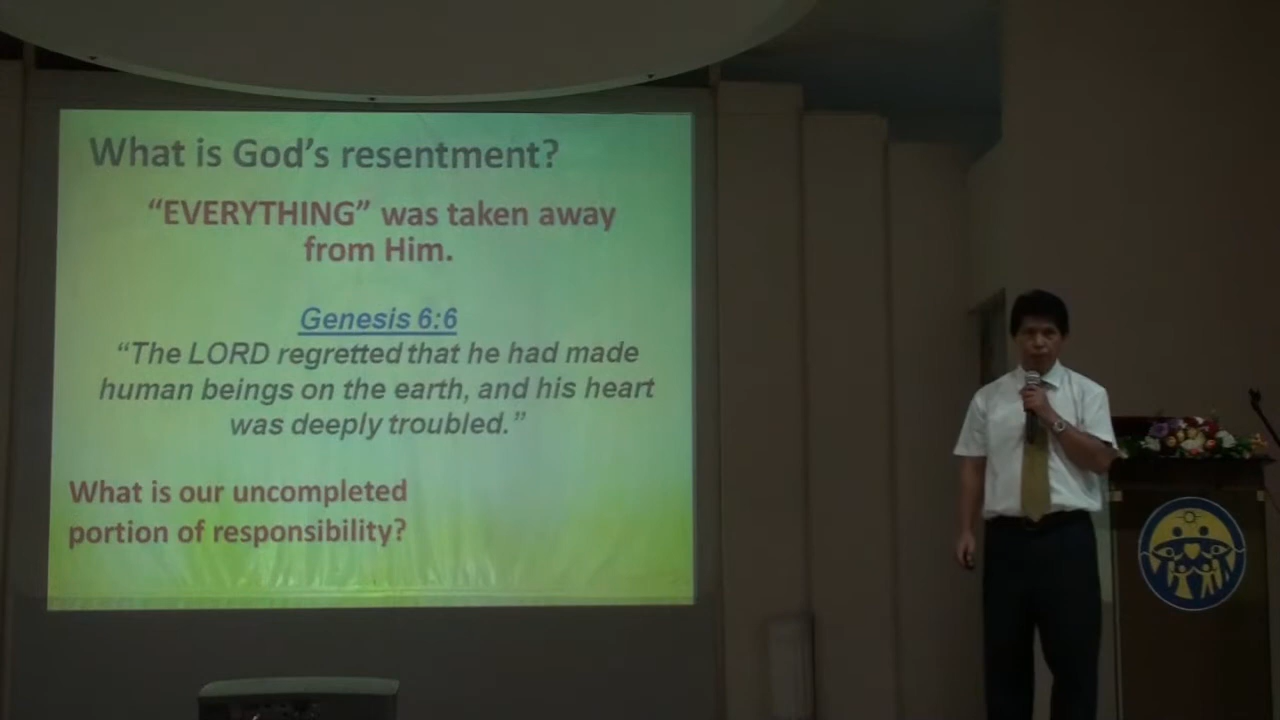 What is God's resentment?
“EVERYTHING” was taken away
from Him.
Genesis 6:6
“The LORD regretted that he had made
human beings on the earth, and his heart
was deeply troubled.”
What is our uncompleted
portion of responsibility?